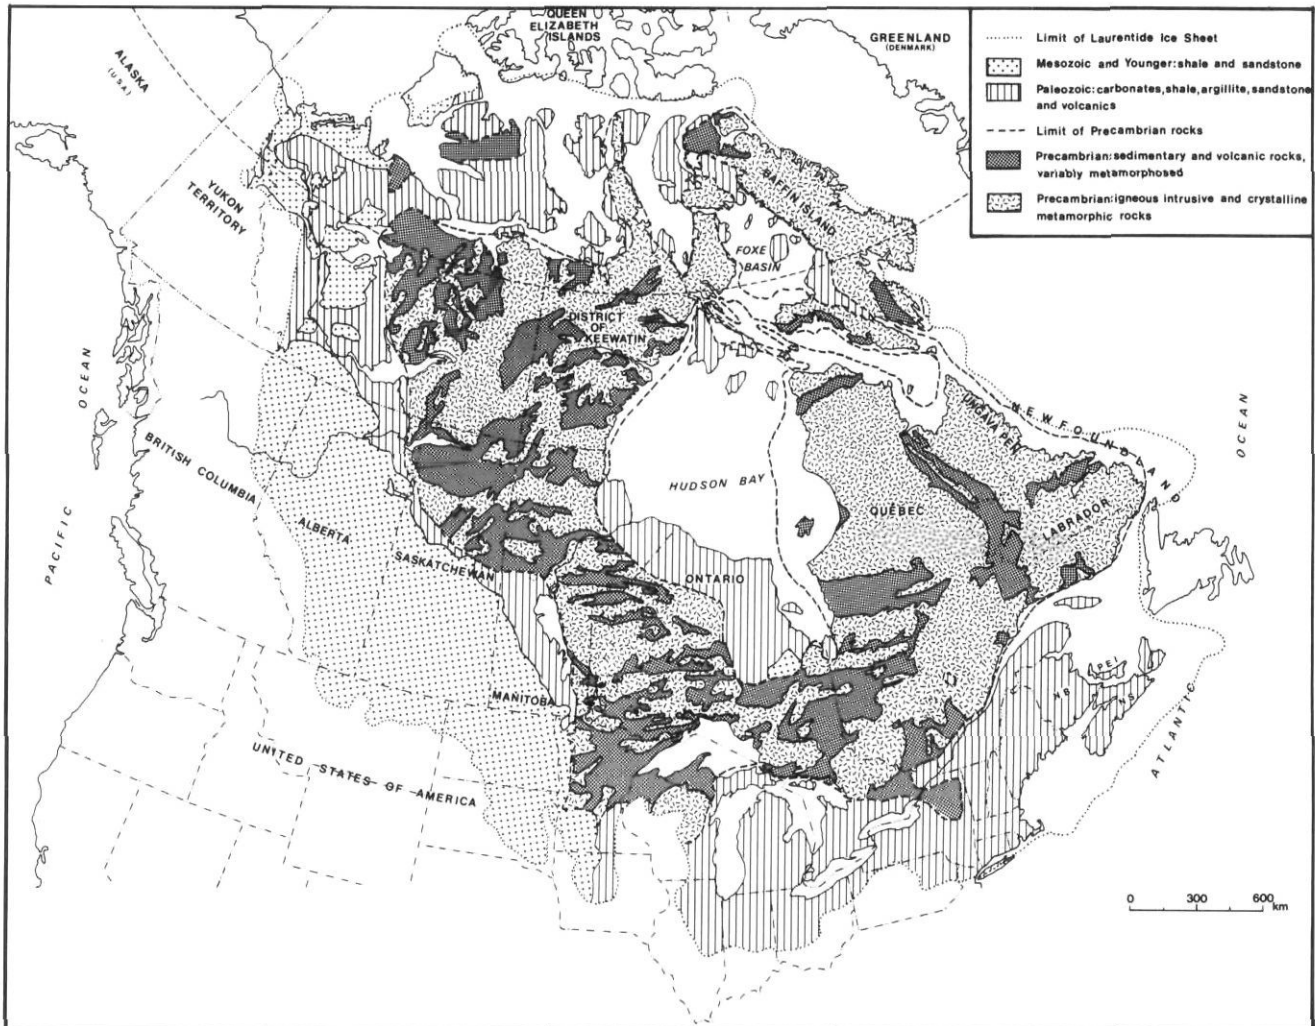 QUEEN
ELIZABETH
ISLANDS
GREENLAND
(DENMARK)
Limit of Laurentide Ice Sheet
Mesozoic and Younger: shale and sandstone
Paleozoic: carbonates, shale, argillite, sandstone
and volcanics
Limit of Precambrian rocks
Precambrian: sedimentary and volcanic rocks,
variably metamorphosed
Precambrian: igneous intrusive and crystalline
metamorphic rocks
ALASKA
(U.S.A.)
YUKON
TERRITORY
BAFFIN ISLAND
FOXE
BASIN
DISTRICT
OF
KEEWATIN
PACIFIC OCEAN
BRITISH COLUMBIA
ALBERTA
SASKATCHEWAN
MANITOBA
ONTARIO
HUDSON BAY
QUÉBEC
UNGAVA PEN
NEWFOUNDLAND
LABRADOR
PEI
NB
NS
ATLANTIC OCEAN
UNITED STATES OF AMERICA
0 300 600
km